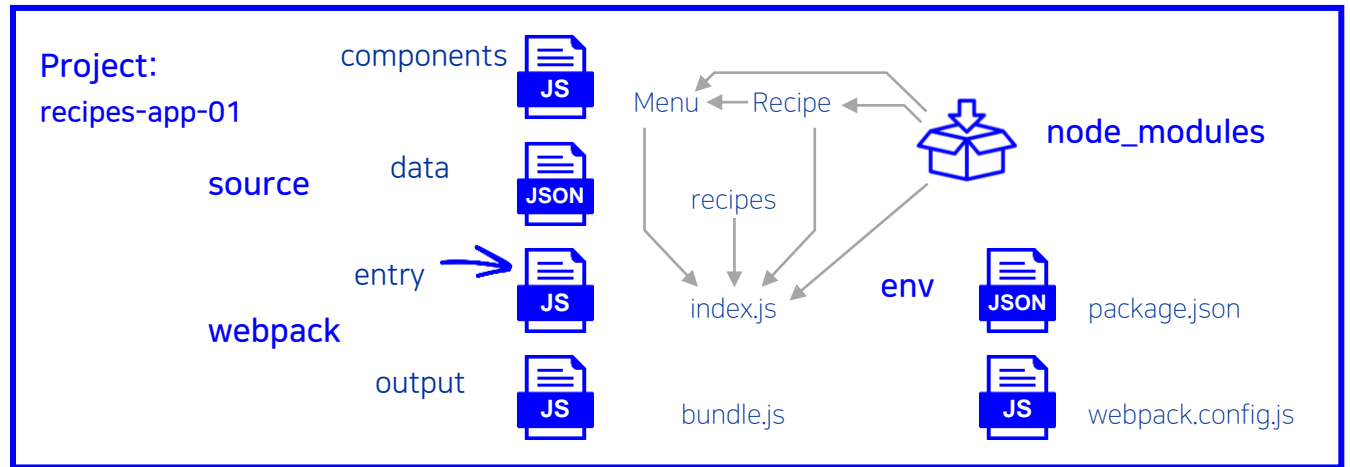 Project:
recipes-app-01
components
JS
Menu
Recipe
node_modules
source
data
JSON
recipes
entry
JS
index.js
env
JSON
package.json
webpack
output
JS
bundle.js
JS
webpack.config.js